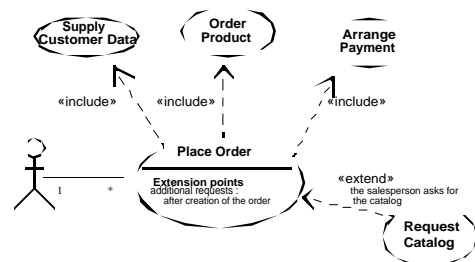 Supply
Customer Data
Order
Product
Arrange
Payment
«include»
«include»
«include»
Place Order
Extension points
additional requests :
after creation of the order
1
*
«extend»
the salesperson asks for
the catalog
Request
Catalog